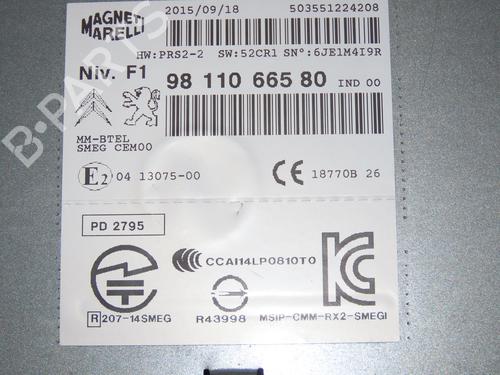 MAGNETI
MARELLI
2015/09/18 503551224208
HW:PRS2-2 SW:52CR1 SN°:6JE1M4I9R
Niv. F1
98 110 665 80 IND 00
MM-BTEL
SMEG CEM00
E2 04 13075-00
CE 18770B 26
PD 2795
CCAI14LP0810T0
R 207-14SMEG
R43998
MSIP-CMM-RX2-SMEGI
B-PARTS